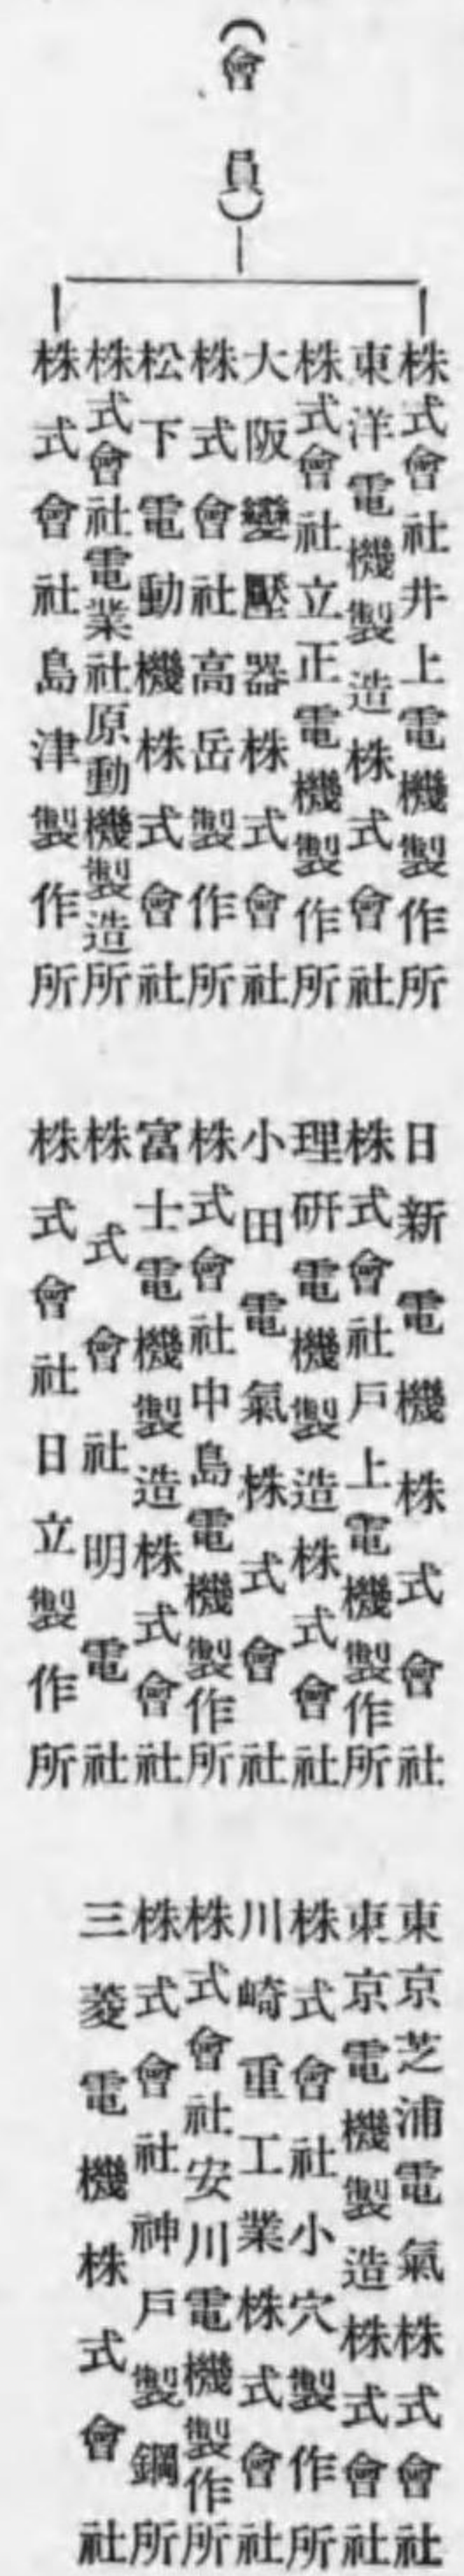 （會員）
株式會社井上電機製作所
東洋電機製造株式會社
株式會社立正電機製作所
大阪變壓器株式會社
株式會社高岳製作所
松下電動機株式會社
株式會社電業社原動機製造所
株式會社島津製作所
日新電機株式會社
株式會社戶上電機製作所
理硏電機製造株式會社
小田電氣株式會社
株式會社中島電機製作所
富士電機製造株式會社
株式會社明電社
株式會社日立製作所
東京芝浦電氣株式會社
東京電機製造株式會社
株式會社小穴製作所
川崎重工業株式會社
株式會社安川電機製作所
株式會社神戶製鋼所
三菱電機株式會社